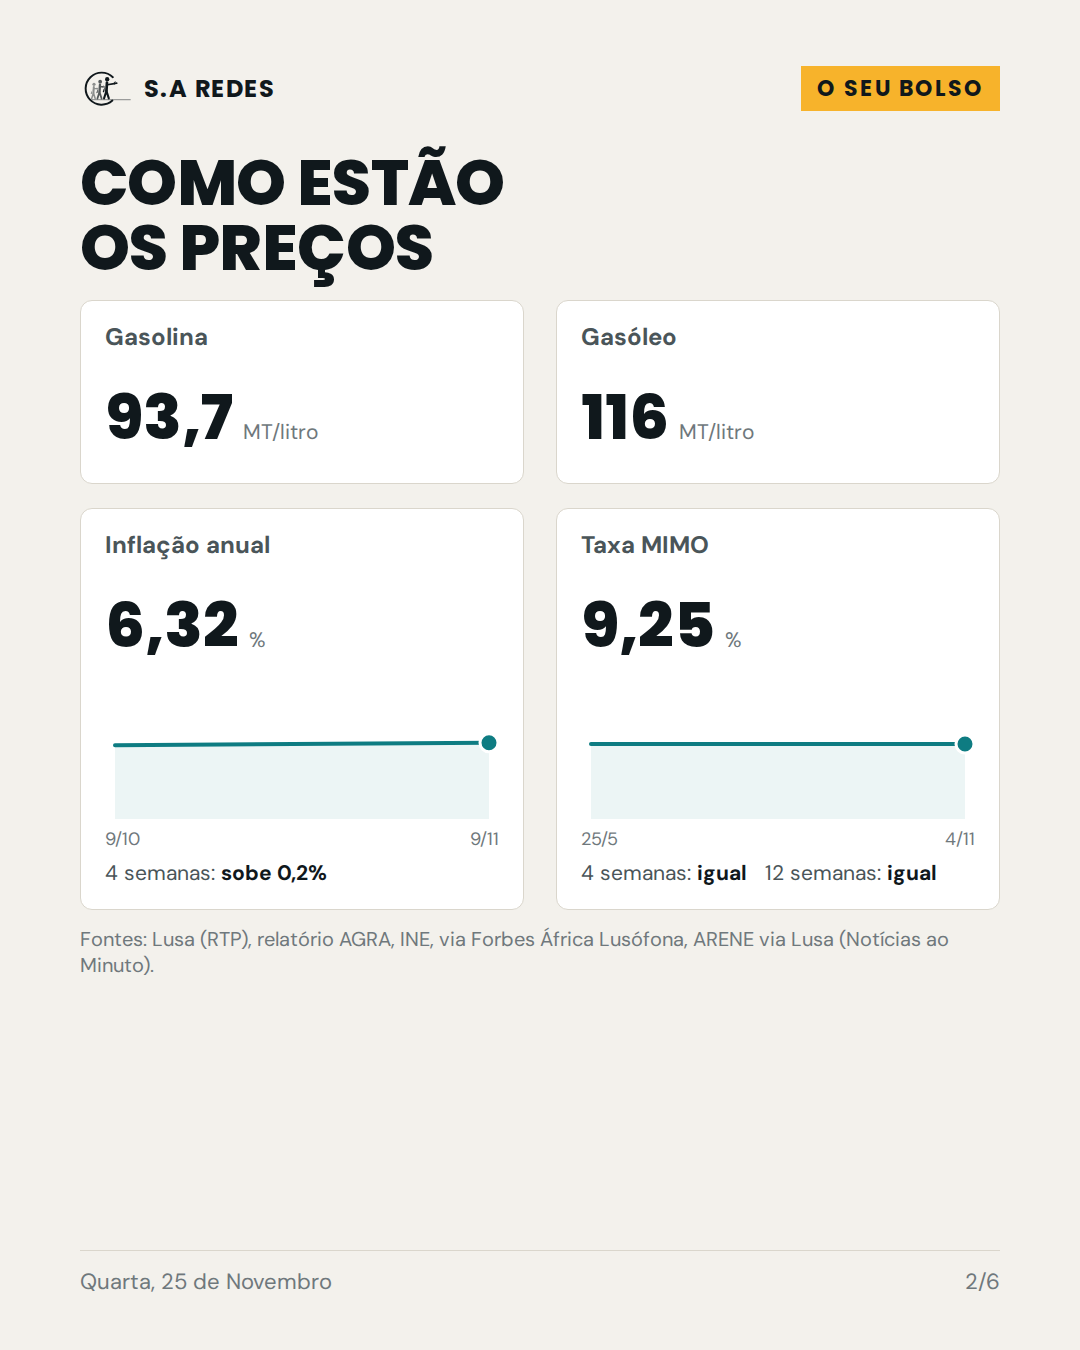 S.A REDES
O SEU BOLSO
COMO ESTÃO
OS PREÇOS
Gasolina
93,7 MT/litro
Gasóleo
116 MT/litro
Inflação anual
6,32 %
9/10 9/11
4 semanas: sobe 0,2%
Taxa MIMO
9,25 %
25/5 4/11
4 semanas: igual 12 semanas: igual
Fontes: Lusa (RTP), relatório AGRA, INE, via Forbes África Lusófona, ARENE via Lusa (Notícias ao
Minuto).
Quarta, 25 de Novembro
2/6